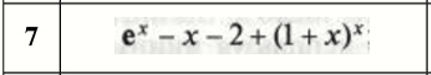 7 eˣ – x – 2 + (1 + x)ˣ